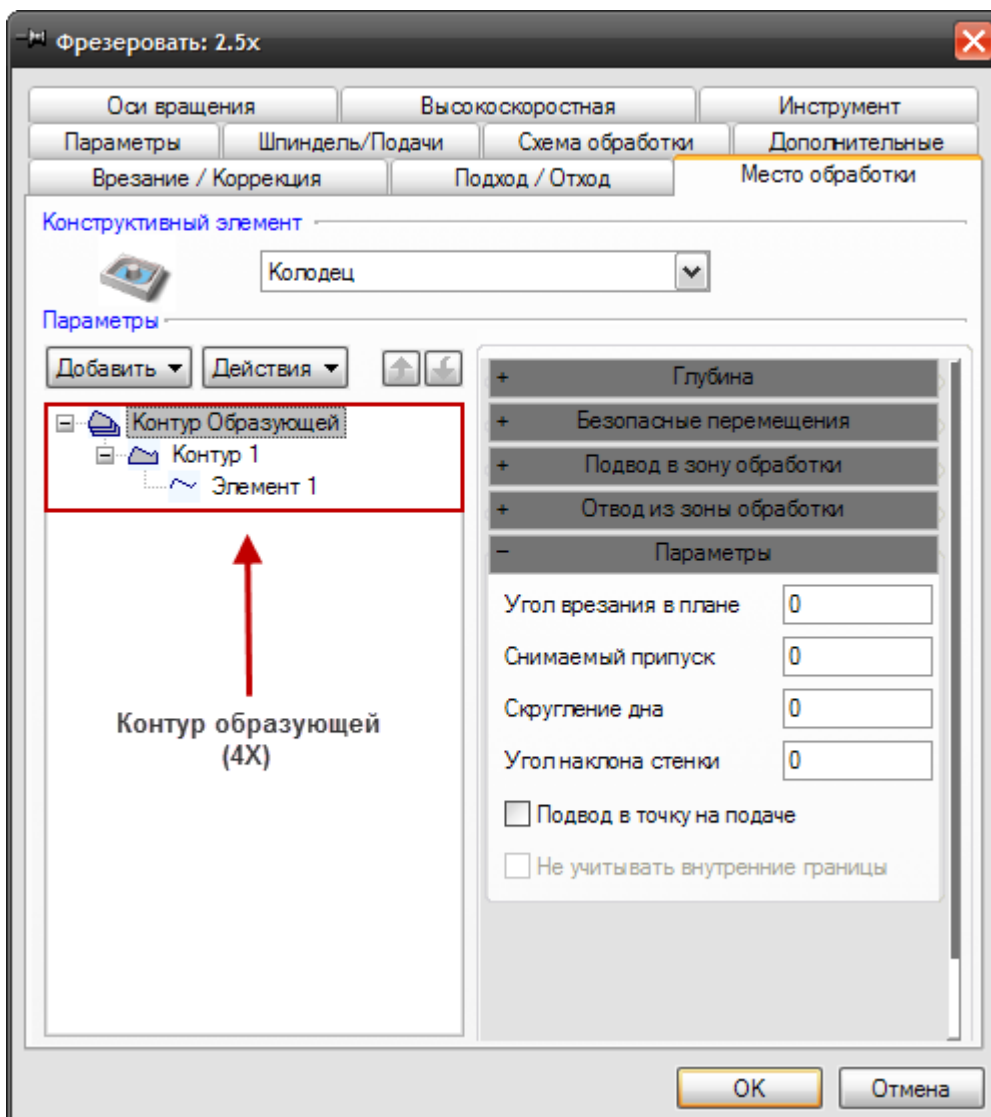 Фрезеровать: 2.5x
Оси вращения Высокоскоростная Инструмент
Параметры Шпиндель/Подачи Схема обработки Дополнительные
Врезание / Коррекция Подход / Отход Место обработки
Конструктивный элемент
Колодец
Параметры
Добавить Действия
Контур Образующей
Контур 1
Элемент 1
Контур образующей
(4X)
+ Глубина
+ Безопасные перемещения
+ Подвод в зону обработки
+ Отвод из зоны обработки
− Параметры
Угол врезания в плане 0
Снимаемый припуск 0
Скругление дна 0
Угол наклона стенки 0
Подвод в точку на подаче
Не учитывать внутренние границы
OK Отмена